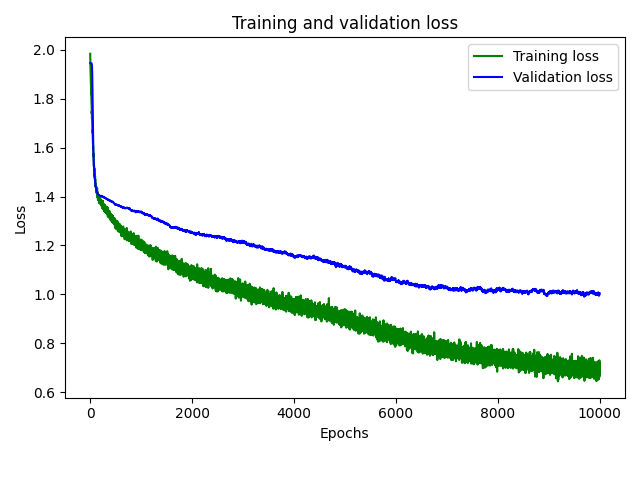 Training and validation loss
Training loss
Validation loss
2.0
1.8
1.6
1.4
1.2
1.0
0.8
0.6
Loss
0 2000 4000 6000 8000 10000
Epochs